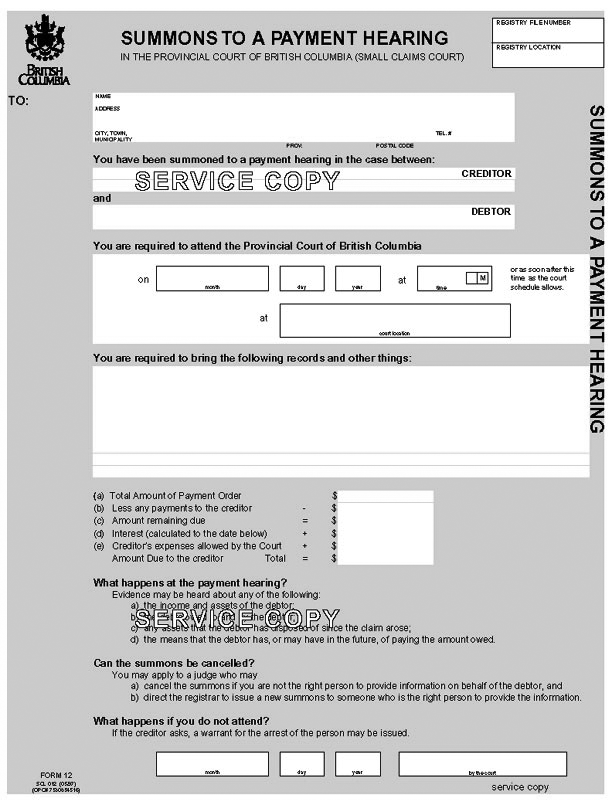 BRITISH
COLUMBIA
SUMMONS TO A PAYMENT HEARING
IN THE PROVINCIAL COURT OF BRITISH COLUMBIA (SMALL CLAIMS COURT)
REGISTRY FILE NUMBER
REGISTRY LOCATION
TO:
NAME
ADDRESS
CITY, TOWN,
MUNICIPALITY
TEL. #
PROV.
POSTAL CODE
SUMMONS TO A PAYMENT HEARING
You have been summoned to a payment hearing in the case between:
CREDITOR
SERVICE COPY
and
DEBTOR
You are required to attend the Provincial Court of British Columbia
on
month
day
year
at
time
M
or as soon after this
time as the court
schedule allows.
at
court location
You are required to bring the following records and other things:
(a) Total Amount of Payment Order $
(b) Less any payments to the creditor - $
(c) Amount remaining due = $
(d) Interest (calculated to the date below) + $
(e) Creditor's expenses allowed by the Court + $
Amount Due to the creditor Total = $
What happens at the payment hearing?
Evidence may be heard about any of the following:
a) the income and assets of the debtor;
b)
SERVICE COPY
c) any assets that the debtor has disposed of since the claim arose;
d) the means that the debtor has, or may have in the future, of paying the amount owed.
Can the summons be cancelled?
You may apply to a judge who may
a) cancel the summons if you are not the right person to provide information on behalf of the debtor, and
b) direct the registrar to issue a new summons to someone who is the right person to provide the information.
What happens if you do not attend?
If the creditor asks, a warrant for the arrest of the person may be issued.
month
day
year
by the court
FORM 12
service copy